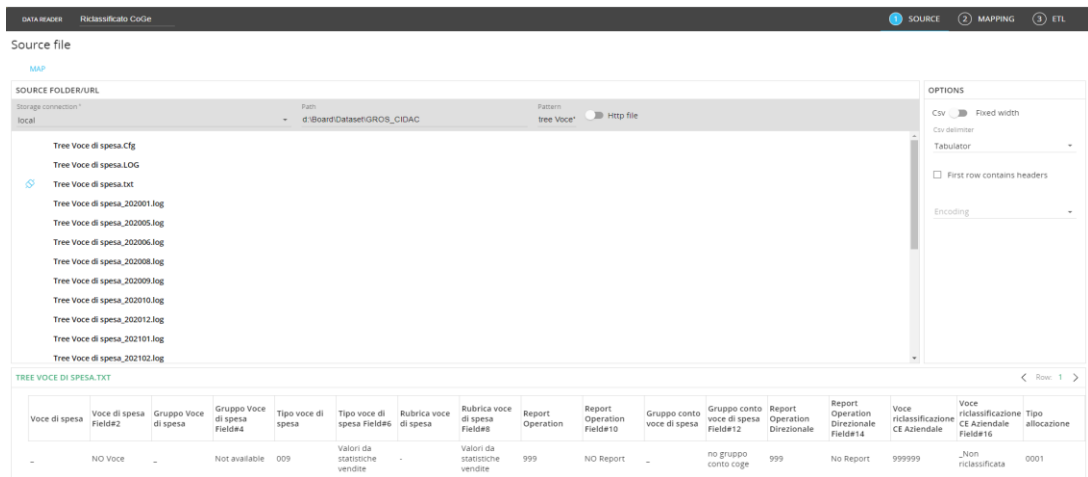 DATA READER Riclassificato CoGe 1 SOURCE 2 MAPPING 3 ETL
Source file
MAP
SOURCE FOLDER/URL
Storage connection *
local
Path
d:\Board\Dataset\GROS_CIDAC
Pattern
tree Voce*
Http file
Tree Voce di spesa.Cfg
Tree Voce di spesa.LOG
Tree Voce di spesa.txt
Tree Voce di spesa_202001.log
Tree Voce di spesa_202005.log
Tree Voce di spesa_202006.log
Tree Voce di spesa_202008.log
Tree Voce di spesa_202009.log
Tree Voce di spesa_202010.log
Tree Voce di spesa_202012.log
Tree Voce di spesa_202101.log
Tree Voce di spesa_202102.log
OPTIONS
Csv Fixed width
Csv delimiter
Tabulator
First row contains headers
Encoding
TREE VOCE DI SPESA.TXT
< Row: 1 >
Voce di spesa
Voce di spesa
Field#2
Gruppo Voce
di spesa
Gruppo Voce
di spesa
Field#4
Tipo voce di
spesa
Tipo voce di
spesa Field#6
Rubrica voce
di spesa
Rubrica voce
di spesa
Field#8
Report
Operation
Report
Operation
Field#10
Gruppo conto
voce di spesa
Gruppo conto
voce di spesa
Field#12
Report
Operation
Direzionale
Report
Operation
Direzionale
Field#14
Voce
riclassificazione
CE Aziendale
Voce
riclassificazione
CE Aziendale
Field#16
Tipo
allocazione
_
NO Voce
_
Not available
009
Valori da
statistiche
vendite
-
Valori da
statistiche
vendite
999
NO Report
_
no gruppo
conto coge
999
No Report
999999
_Non
riclassificata
0001